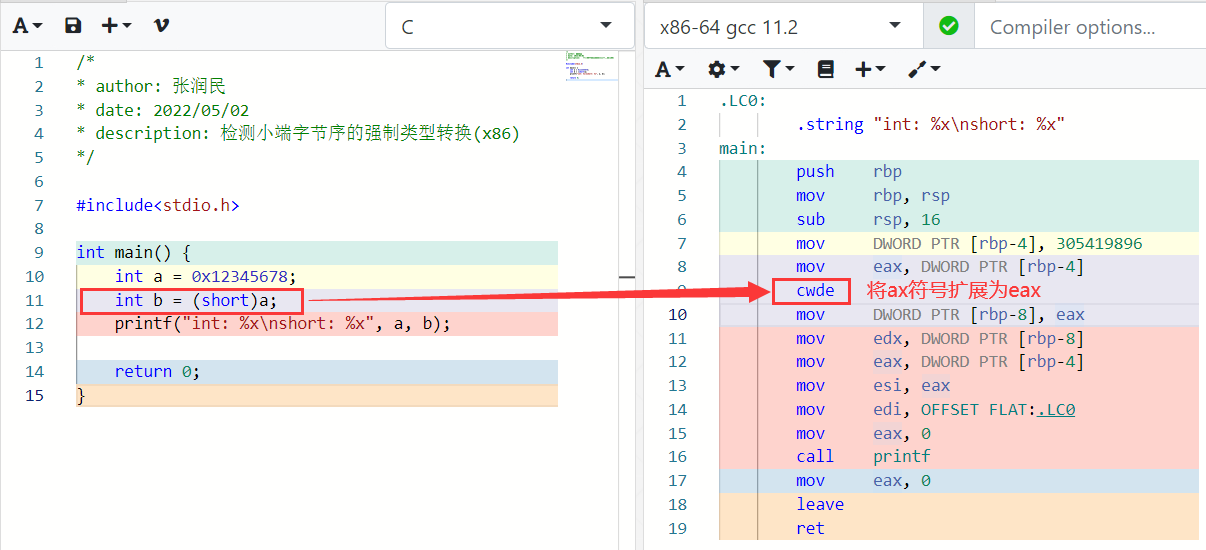 A
C
1 /*
2 * author: 张润民
3 * date: 2022/05/02
4 * description: 检测小端字节序的强制类型转换(x86)
5 */
6
7 #include<stdio.h>
8
9 int main() {
10 int a = 0x12345678;
11 int b = (short)a;
12 printf("int: %x\nshort: %x", a, b);
13
14 return 0;
15 }
x86-64 gcc 11.2
Compiler options...
A
1 .LC0:
2 .string "int: %x\nshort: %x"
3 main:
4 push rbp
5 mov rbp, rsp
6 sub rsp, 16
7 mov DWORD PTR [rbp-4], 305419896
8 mov eax, DWORD PTR [rbp-4]
9 cwde 将ax符号扩展为eax
10 mov DWORD PTR [rbp-8], eax
11 mov edx, DWORD PTR [rbp-8]
12 mov eax, DWORD PTR [rbp-4]
13 mov esi, eax
14 mov edi, OFFSET FLAT:.LC0
15 mov eax, 0
16 call printf
17 mov eax, 0
18 leave
19 ret